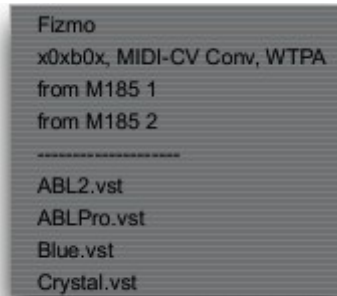 Fizmo
x0xb0x, MIDI-CV Conv, WTPA
from M185 1
from M185 2
--------------------
ABL2.vst
ABLPro.vst
Blue.vst
Crystal.vst